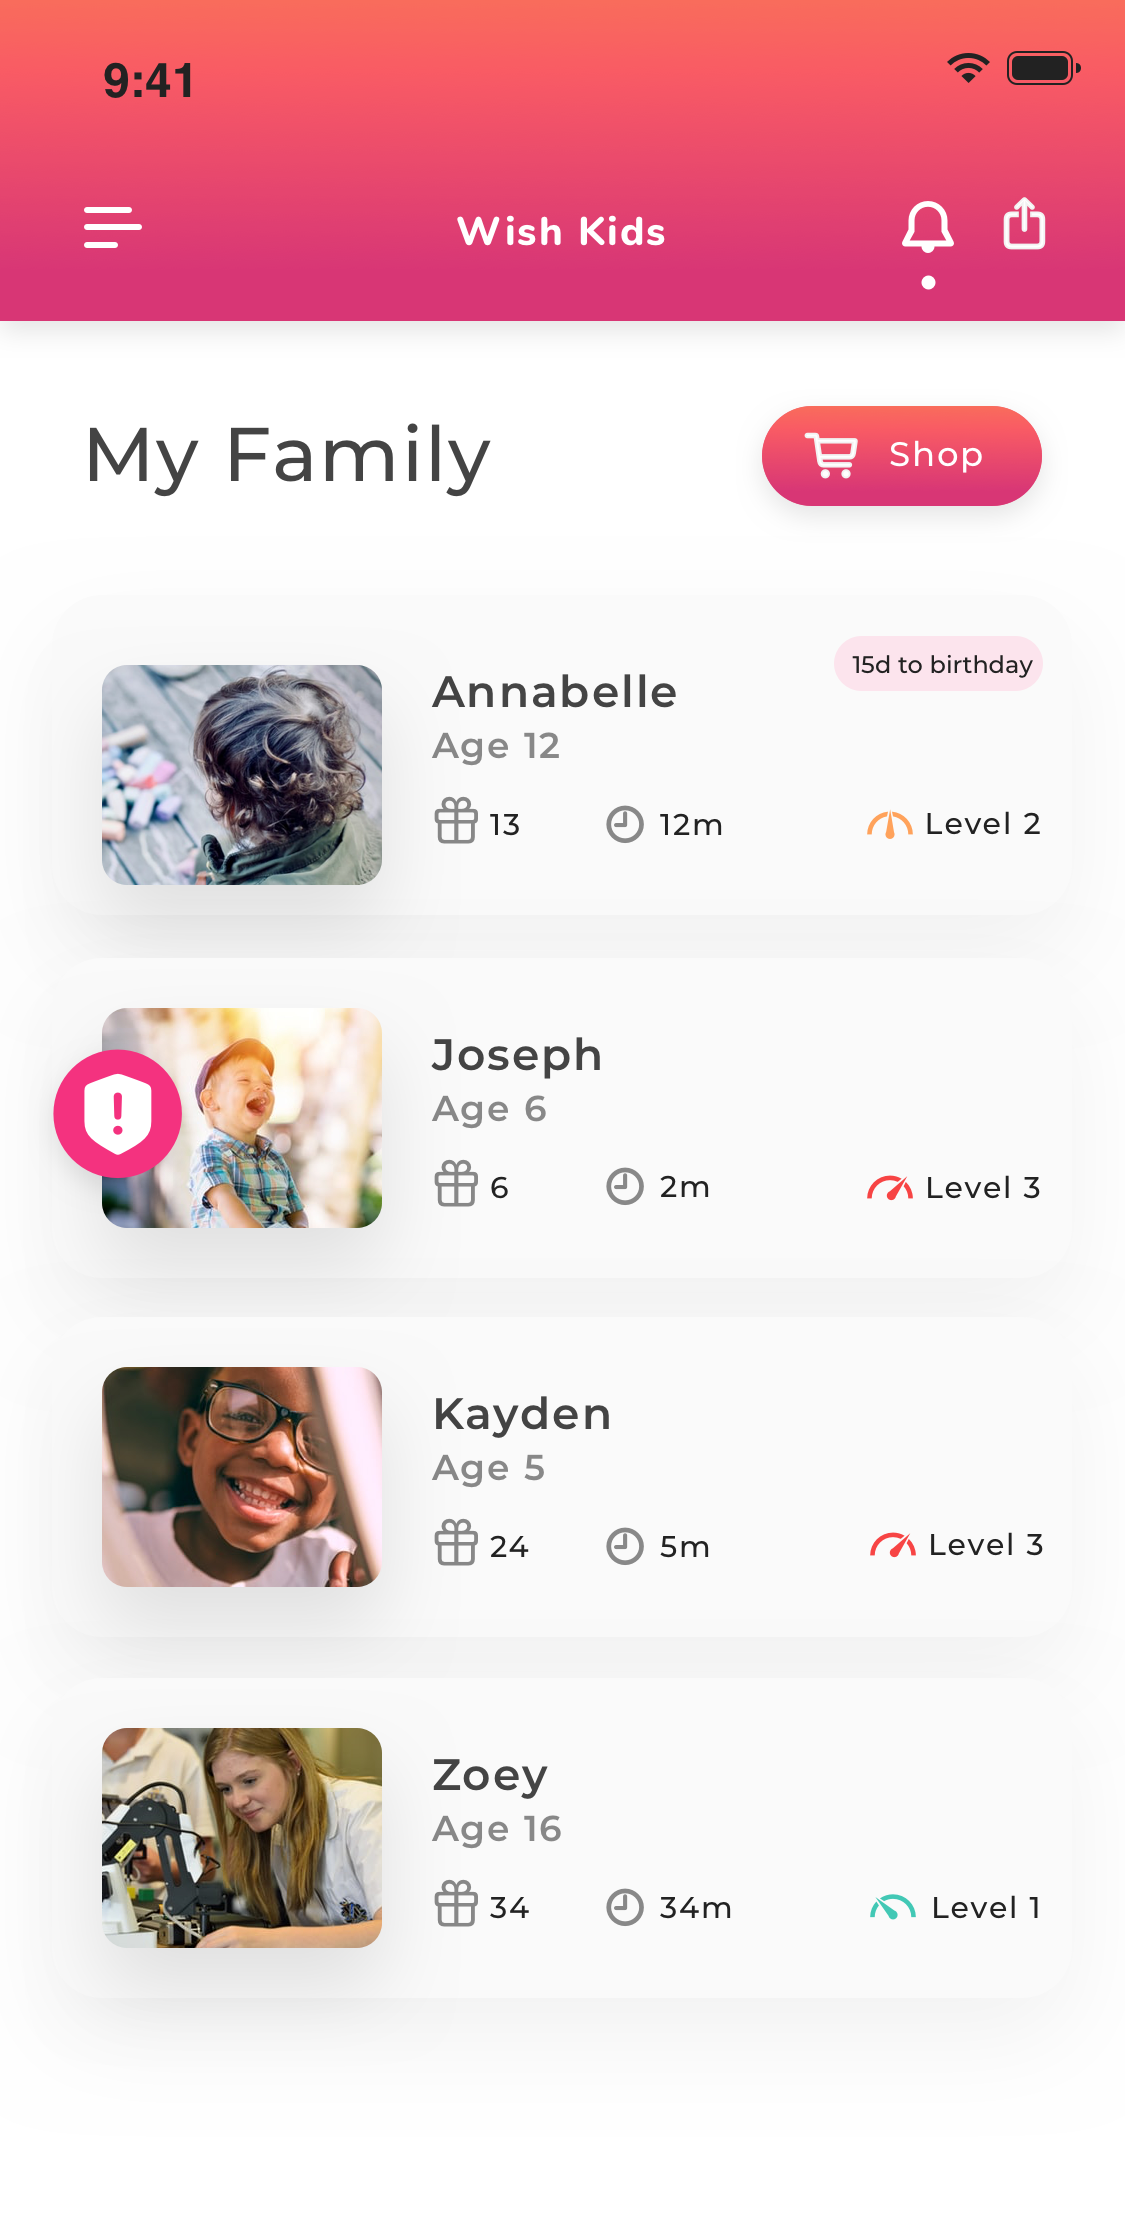 9:41
Wish Kids
My Family
Shop
15d to birthday
Annabelle
Age 12
13
12m
Level 2
Joseph
Age 6
6
2m
Level 3
Kayden
Age 5
24
5m
Level 3
Zoey
Age 16
34
34m
Level 1